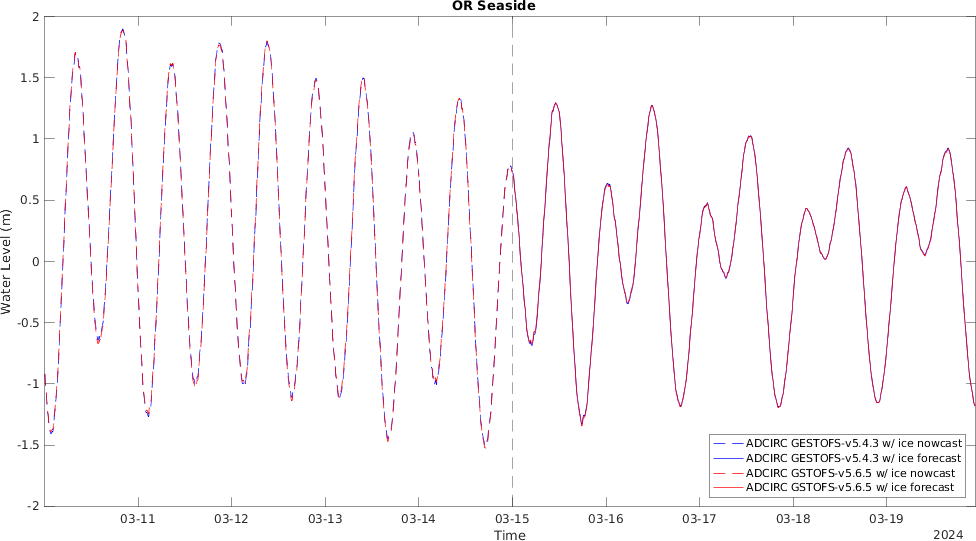 OR Seaside
2
1.5
1
0.5
0
-0.5
-1
-1.5
-2
Water Level (m)
03-11 03-12 03-13 03-14 03-15 03-16 03-17 03-18 03-19
Time
2024
ADCIRC GESTOFS-v5.4.3 w/ ice nowcast
ADCIRC GESTOFS-v5.4.3 w/ ice forecast
ADCIRC GSTOFS-v5.6.5 w/ ice nowcast
ADCIRC GSTOFS-v5.6.5 w/ ice forecast